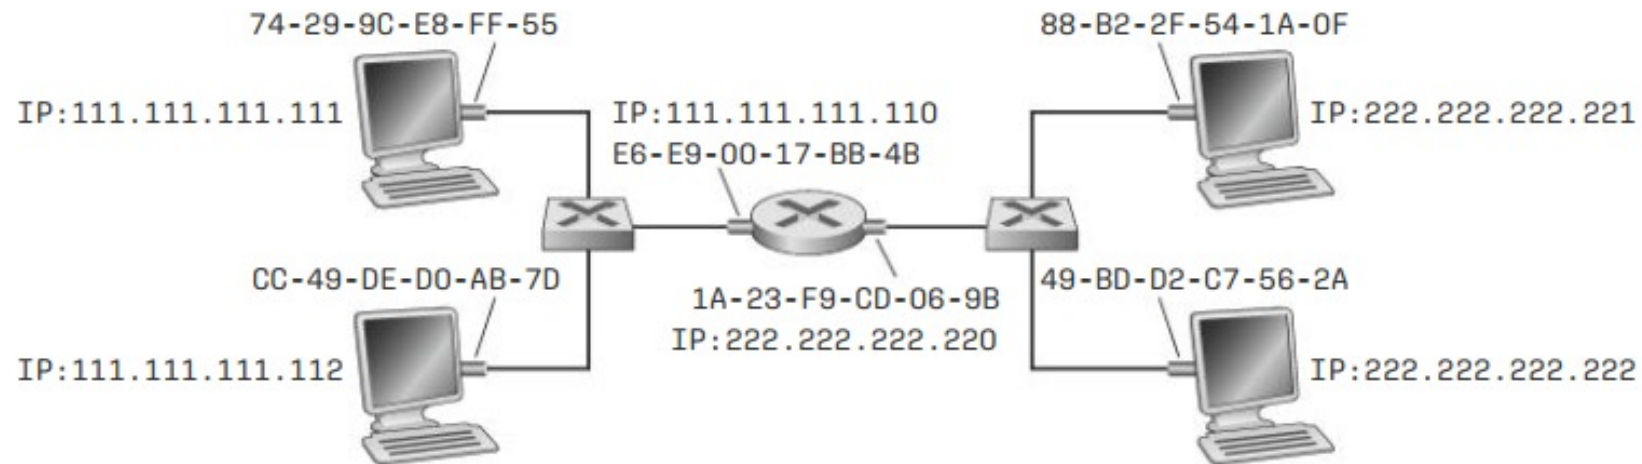 74-29-9C-E8-FF-55
88-B2-2F-54-1A-0F
IP:111.111.111.111
IP:111.111.111.110
IP:222.222.222.221
E6-E9-00-17-BB-4B
CC-49-DE-D0-AB-7D
1A-23-F9-CD-06-9B
49-BD-D2-C7-56-2A
IP:222.222.222.220
IP:111.111.111.112
IP:222.222.222.222